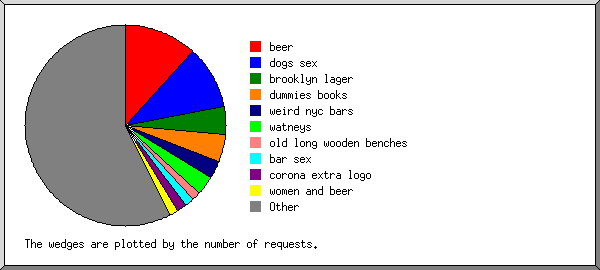 beer
dogs sex
brooklyn lager
dummies books
weird nyc bars
watneys
old long wooden benches
bar sex
corona extra logo
women and beer
Other
The wedges are plotted by the number of requests.